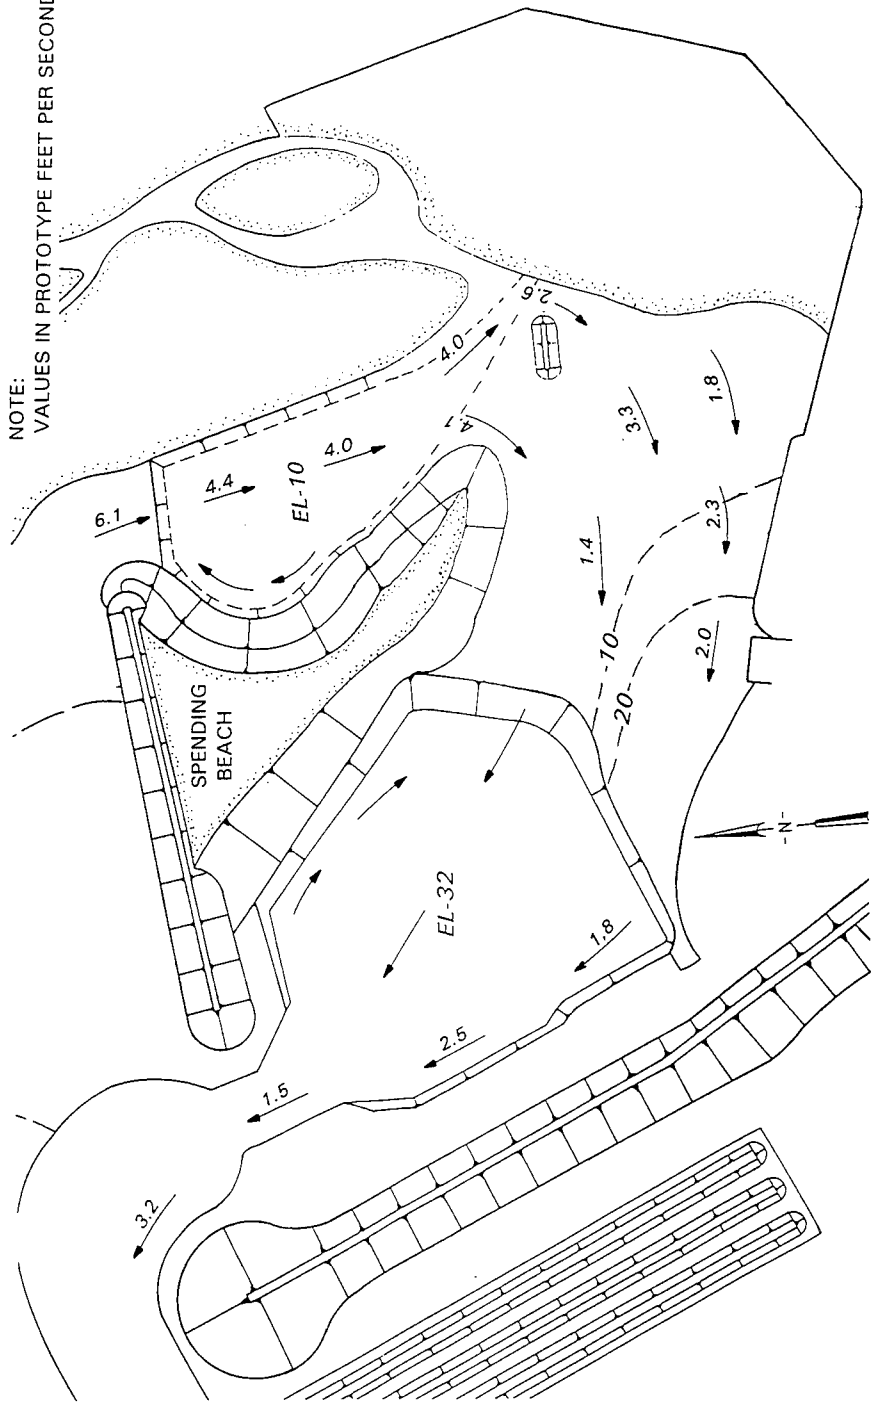 NOTE:
VALUES IN PROTOTYPE FEET PER SECOND
6.1
4.4
EL-10
4.0
4.0
2.6
4.1
3.3
1.8
1.4
2.3
-10
-20
2.0
SPENDING
BEACH
EL-32
-N-
1,8
2.5
1.5
3.2